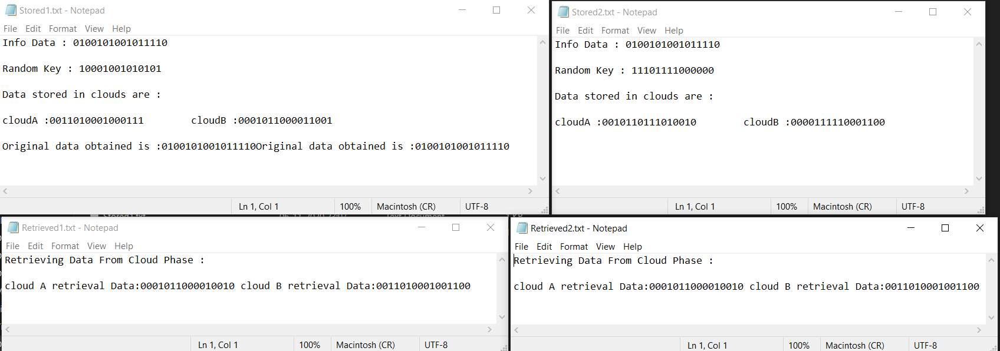 Stored1.txt - Notepad
File Edit Format View Help
Info Data : 0100101001011110
Random Key : 10001001010101
Data stored in clouds are :
cloudA :0011010001000111 cloudB :0001011000011001
Original data obtained is :0100101001011110Original data obtained is :0100101001011110
Ln 1, Col 1 100% Macintosh (CR) UTF-8
Stored2.txt - Notepad
File Edit Format View Help
Info Data : 0100101001011110
Random Key : 11101111000000
Data stored in clouds are :
cloudA :0010110111010010 cloudB :0000111110001100
Ln 1, Col 1 100% Macintosh (CR) UTF-8
Retrieved1.txt - Notepad
File Edit Format View Help
Retrieving Data From Cloud Phase :
cloud A retrieval Data:0001011000010010 cloud B retrieval Data:0011010001001100
Ln 1, Col 1 100% Macintosh (CR) UTF-8
Retrieved2.txt - Notepad
File Edit Format View Help
Retrieving Data From Cloud Phase :
cloud A retrieval Data:0001011000010010 cloud B retrieval Data:0011010001001100
Ln 1, Col 1 100% Macintosh (CR) UTF-8